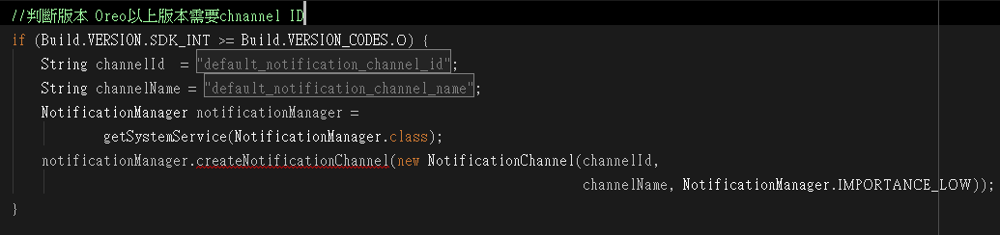 //判斷版本 Oreo以上版本需要chnannel ID
if (Build.VERSION.SDK_INT >= Build.VERSION_CODES.O) {
String channelId = "default_notification_channel_id";
String channelName = "default_notification_channel_name";
NotificationManager notificationManager =
getSystemService(NotificationManager.class);
notificationManager.createNotificationChannel(new NotificationChannel(channelId,
channelName, NotificationManager.IMPORTANCE_LOW));
}